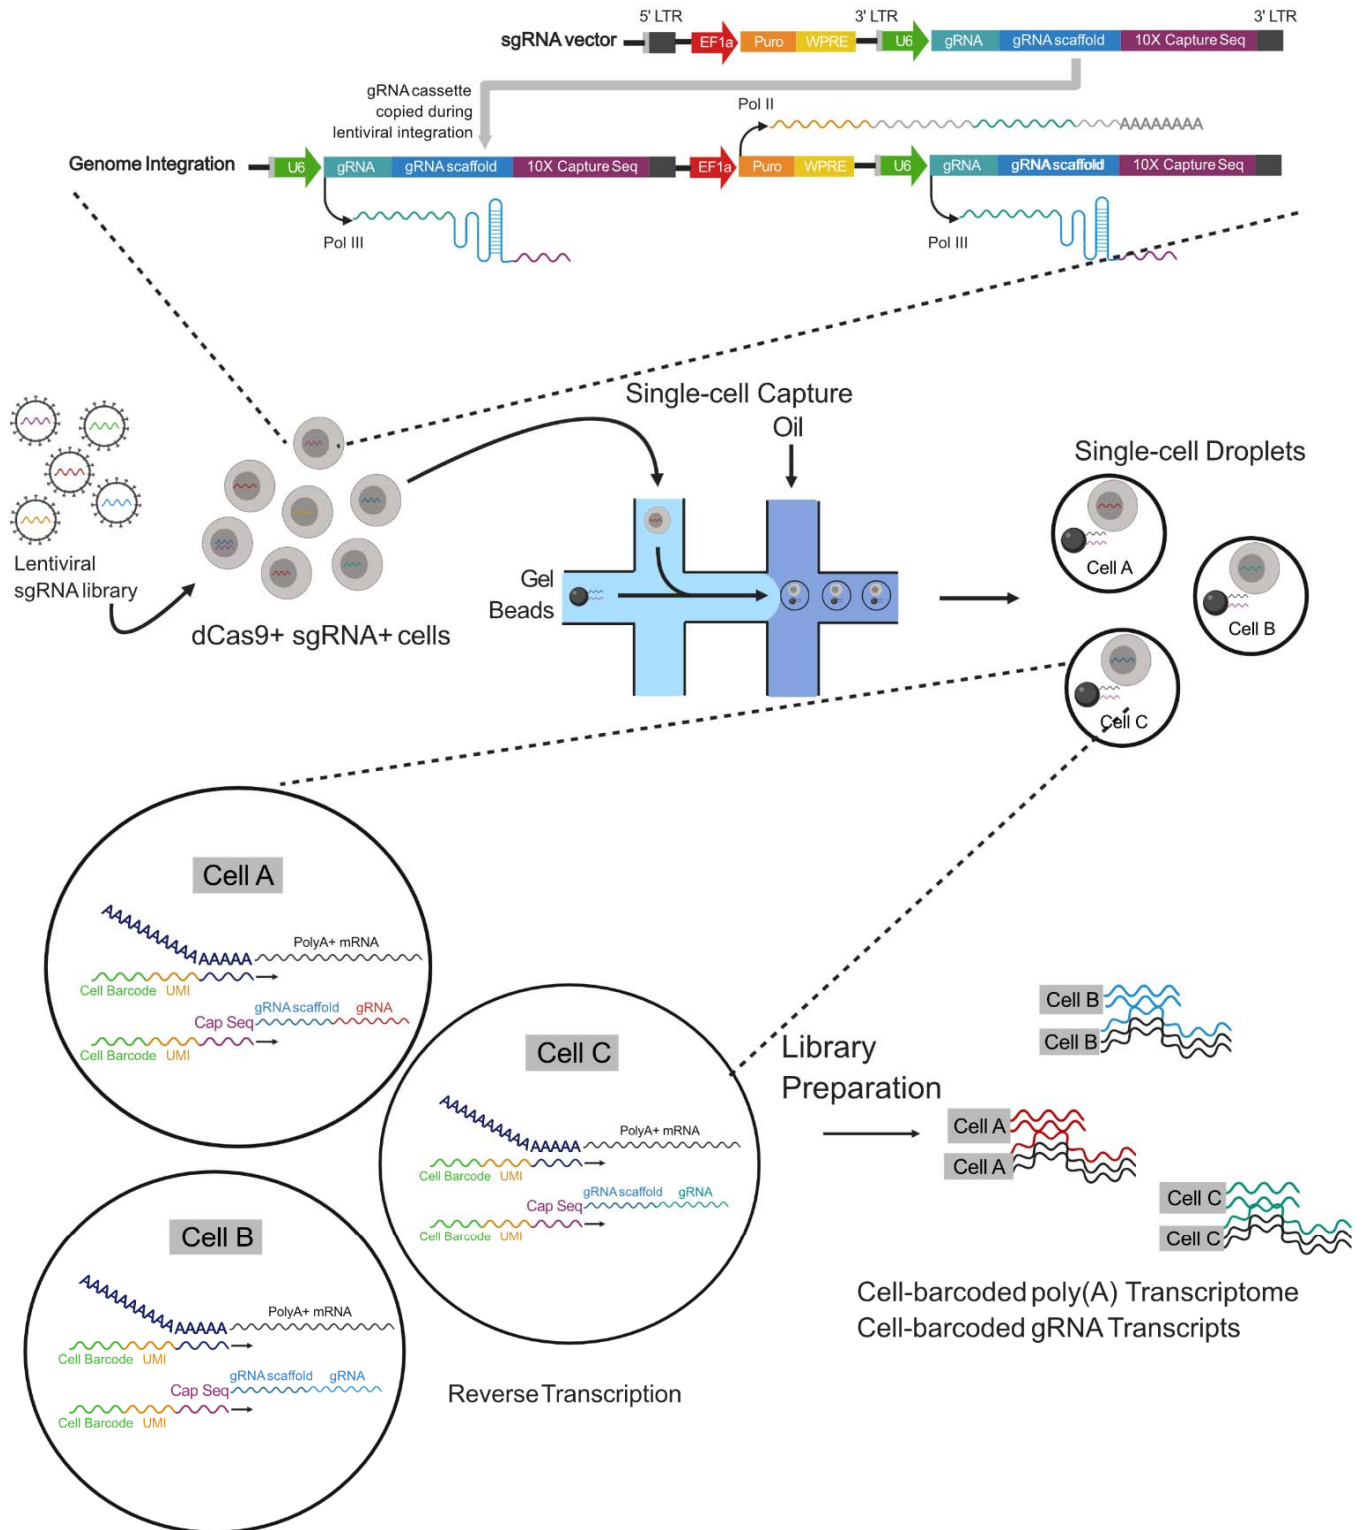 5' LTR
3' LTR
3' LTR
sgRNA vector
EF1a
Puro
WPRE
U6
gRNA
gRNA scaffold
10X Capture Seq
gRNA cassette
copied during
lentiviral integration
Pol II
AAAAAAAA
Genome Integration
U6
gRNA
gRNA scaffold
10X Capture Seq
EF1a
Puro
WPRE
U6
gRNA
gRNA scaffold
10X Capture Seq
Pol III
Pol III
Single-cell Capture
Oil
Single-cell Droplets
Lentiviral
sgRNA library
dCas9+ sgRNA+ cells
Gel
Beads
Cell A
Cell B
Cell C
Cell A
AAAAAAAAAA
AAAAA
PolyA+ mRNA
Cell Barcode
UMI
Cap Seq
gRNA scaffold
gRNA
Cell Barcode
UMI
Cell C
AAAAAAAAAA
AAAAA
PolyA+ mRNA
Cell Barcode
UMI
Cap Seq
gRNA scaffold
gRNA
Cell Barcode
UMI
Cell B
AAAAAAAAAA
AAAAA
PolyA+ mRNA
Cell Barcode
UMI
Cap Seq
gRNA scaffold
gRNA
Cell Barcode
UMI
Reverse Transcription
Library
Preparation
Cell B
Cell B
Cell A
Cell A
Cell C
Cell C
Cell-barcoded poly(A) Transcriptome
Cell-barcoded gRNA Transcripts